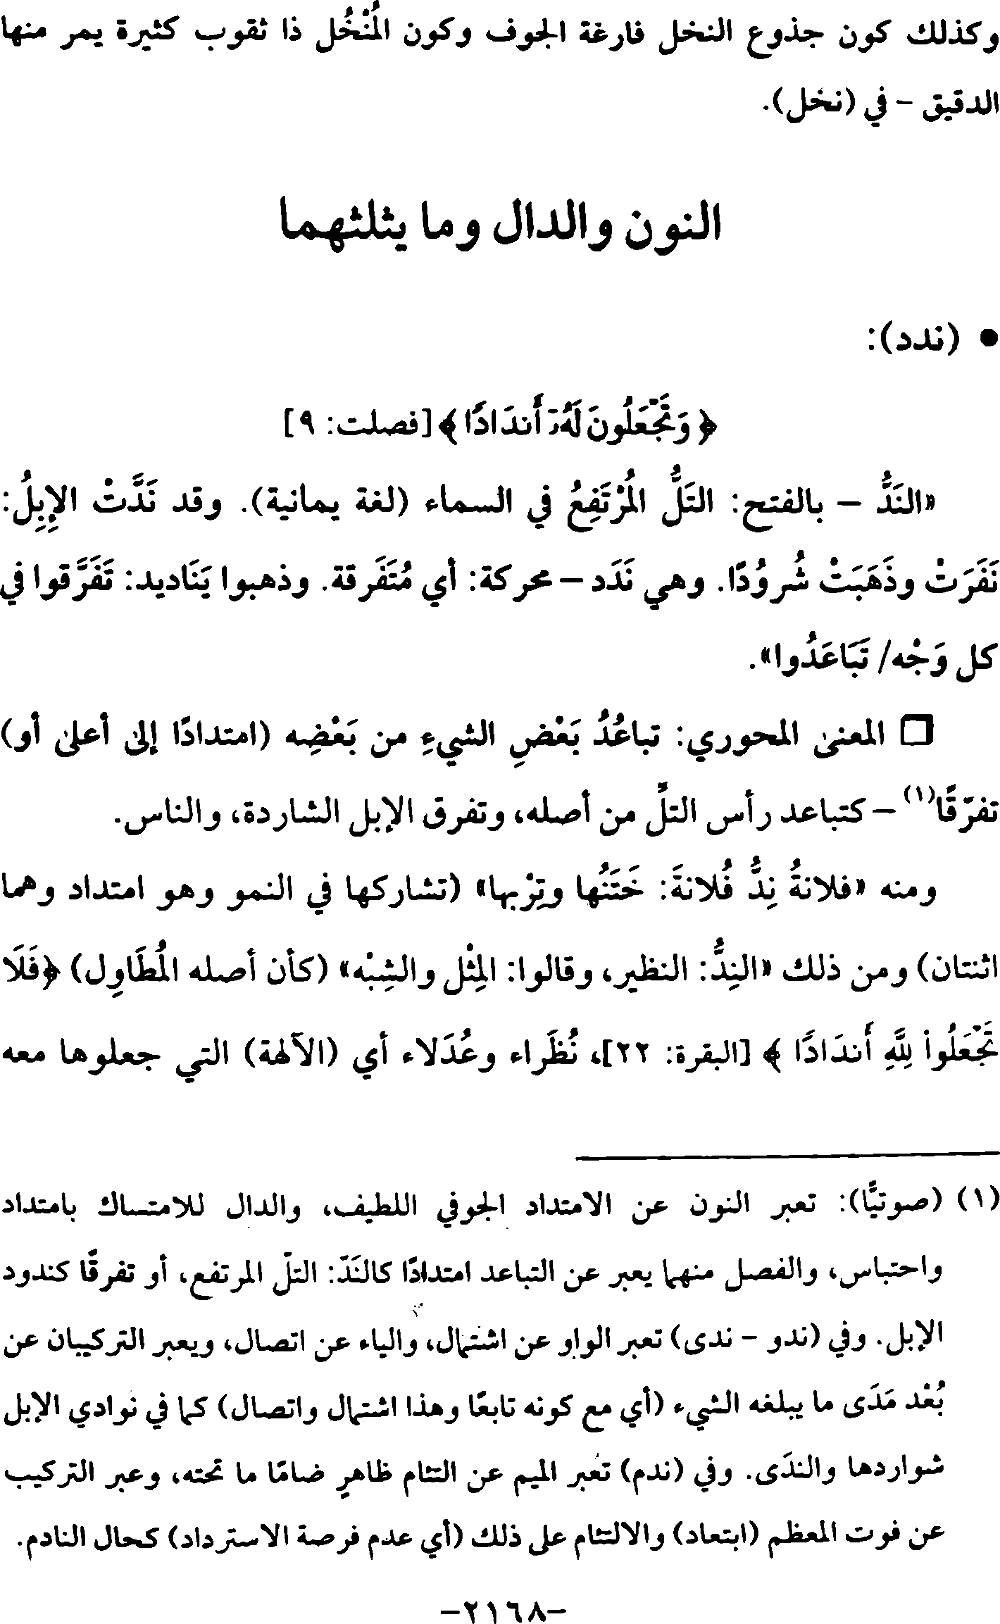 وكذلك كون جذوع النخل فارغة الجوف وكون المُنْخُل ذا ثقوب كثيرة يمر منها
الدقيق – في (نخل).
النون والدال وما يثلثهما
• (ندد):
﴿وَتَجْعَلُونَ لَهُۥٓ أَندَادًا﴾ [فصلت: ٩]
«النَدُّ – بالفتح: التَلُّ المُرْتَفِعُ في السماء (لغة يمانية). وقد نَدَّتْ الإِبِلُ:
نَفَرَتْ وذَهَبَتْ شُرُودًا. وهي نَدَد – محركة: أي مُتَفَرقة. وذهبوا يَنَاديد: تَفَرَّقوا في
كل وَجْه/ تَبَاعَدُوا».
❒ المعنى المحوري: تباعُدُ بَعْضِ الشيءِ من بَعْضِه (امتدادًا إلى أعلى أو)
تفرّقًا(١) – كتباعد رأس التلِّ من أصله، وتفرق الإبل الشاردة، والناس.
ومنه «فلانةُ نِدُّ فُلانةَ: خَتَنُها وتِرْبها» (تشاركها في النمو وهو امتداد وهما
اثنتان) ومن ذلك «النِدُّ: النظير، وقالوا: المِثْل والشِبْه» (كأن أصله المُطَاوِل) ﴿فَلَا
تَجْعَلُوا۟ لِلَّهِ أَندَادًا﴾ [البقرة: ٢٢]، نُظَراء وعُدَلاء أي (الآلهة) التي جعلوها معه
(١) (صوتيًّا): تعبر النون عن الامتداد الجوفي اللطيف، والدال للامتساك بامتداد
واحتباس، والفصل منهما يعبر عن التباعد امتدادًا كالنَدّ: التلّ المرتفع، أو تفرقًا كندود
الإبل. وفي (ندو – ندى) تعبر الواو عن اشتمال، والياء عن اتصال، ويعبر التركيبان عن
بُعْد مَدَى ما يبلغه الشيء (أي مع كونه تابعًا وهذا اشتمال واتصال) كما في نوادي الإبل
شواردها والندَى. وفي (ندم) تعبر الميم عن التئام ظاهرٍ ضامًا ما تحته، وعبر التركيب
عن فوت المعظم (ابتعاد) والالتئام على ذلك (أي عدم فرصة الاسترداد) كحال النادم.
–٢١٦٨–